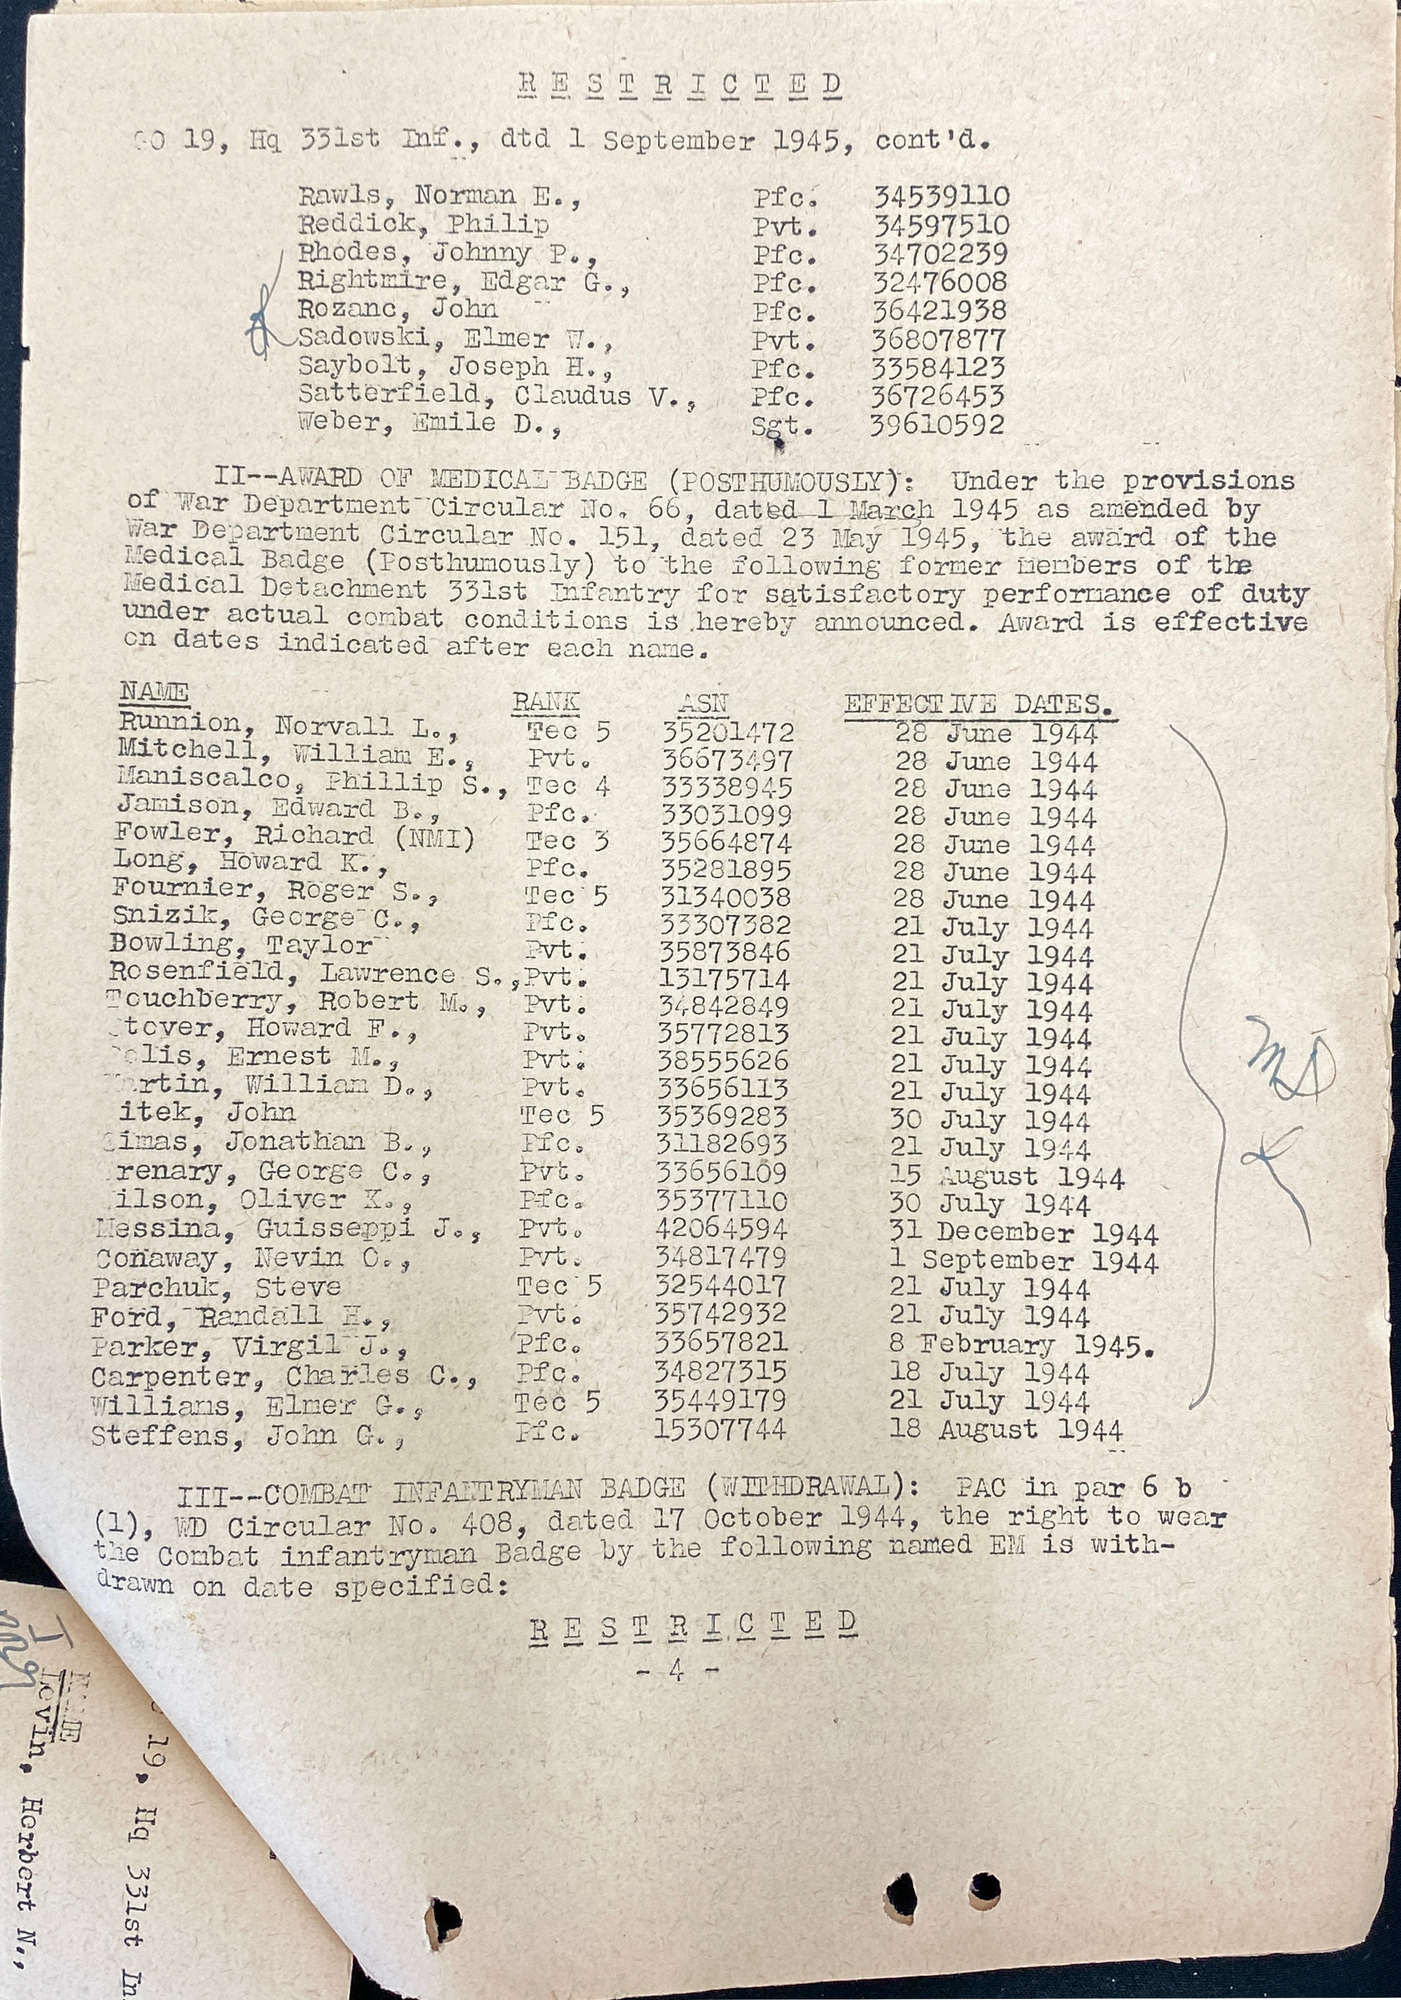 R E S T R I C T E D
GO 19, Hq 331st Inf., dtd 1 September 1945, cont'd.
Rawls, Norman E., Pfc. 34539110
Reddick, Philip Pvt. 34597510
Rhodes, Johnny P., Pfc. 34702239
Rightmire, Edgar G., Pfc. 32476008
Rozanc, John Pfc. 36421938
Sadowski, Elmer W., Pvt. 36807877
Saybolt, Joseph H., Pfc. 33584123
Satterfield, Claudus V., Pfc. 36726453
Weber, Emile D., Sgt. 39610592
II--AWARD OF MEDICAL BADGE (POSTHUMOUSLY): Under the provisions
of War Department Circular No. 66, dated 1 March 1945 as amended by
War Department Circular No. 151, dated 23 May 1945, the award of the
Medical Badge (Posthumously) to the following former members of the
Medical Detachment 331st Infantry for satisfactory performance of duty
under actual combat conditions is hereby announced. Award is effective
on dates indicated after each name.
NAME RANK ASN EFFECTIVE DATES.
Runnion, Norvall L., Tec 5 35201472 28 June 1944
Mitchell, William E., Pvt. 36673497 28 June 1944
Maniscalco, Phillip S., Tec 4 33338945 28 June 1944
Jamison, Edward B., Pfc. 33031099 28 June 1944
Fowler, Richard (NMI) Tec 3 35664874 28 June 1944
Long, Howard K., Pfc. 35281895 28 June 1944
Fournier, Roger S., Tec 5 31340038 28 June 1944
Snizik, George C., Pfc. 33307382 21 July 1944
Bowling, Taylor Pvt. 35873846 21 July 1944
Rosenfield, Lawrence S., Pvt. 13175714 21 July 1944
Touchberry, Robert M., Pvt. 34842849 21 July 1944
tover, Howard F., Pvt. 35772813 21 July 1944
olis, Ernest M., Pvt. 38555626 21 July 1944
artin, William D., Pvt. 33656113 21 July 1944
itek, John Tec 5 35369283 30 July 1944
imas, Jonathan B., Pfc. 31182693 21 July 1944
renary, George C., Pvt. 33656109 15 August 1944
ilson, Oliver K., Pfc. 35377110 30 July 1944
Messina, Guisseppi J., Pvt. 42064594 31 December 1944
Conaway, Nevin O., Pvt. 34817479 1 September 1944
Parchuk, Steve Tec 5 32544017 21 July 1944
Ford, Randall H., Pvt. 35742932 21 July 1944
Parker, Virgil J., Pfc. 33657821 8 February 1945.
Carpenter, Charles C., Pfc. 34827315 18 July 1944
Williams, Elmer G., Tec 5 35449179 21 July 1944
Steffens, John G., Pfc. 15307744 18 August 1944
MD
III--COMBAT INFANTRYMAN BADGE (WITHDRAWAL): PAC in par 6 b
(1), WD Circular No. 408, dated 17 October 1944, the right to wear
the Combat infantryman Badge by the following named EM is with-
drawn on date specified:
R E S T R I C T E D
- 4 -
19, Hq 331st In
NAME
Levin, Herbert N.,